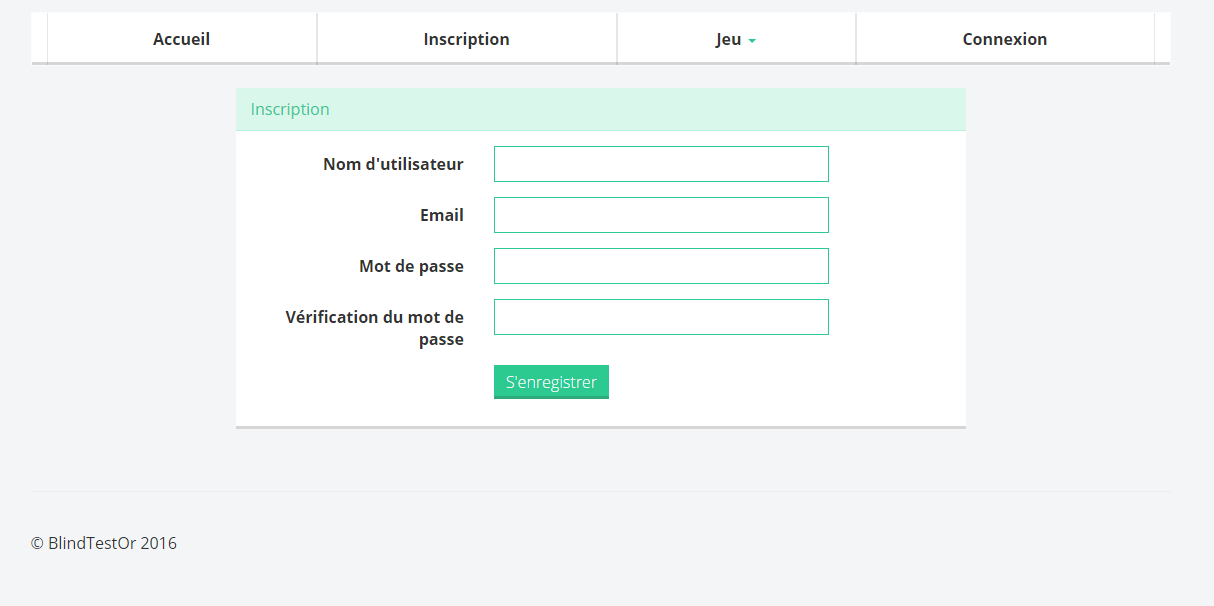 Accueil
Inscription
Jeu
Connexion
Inscription
Nom d'utilisateur
Email
Mot de passe
Vérification du mot de
passe
S'enregistrer
© BlindTestOr 2016